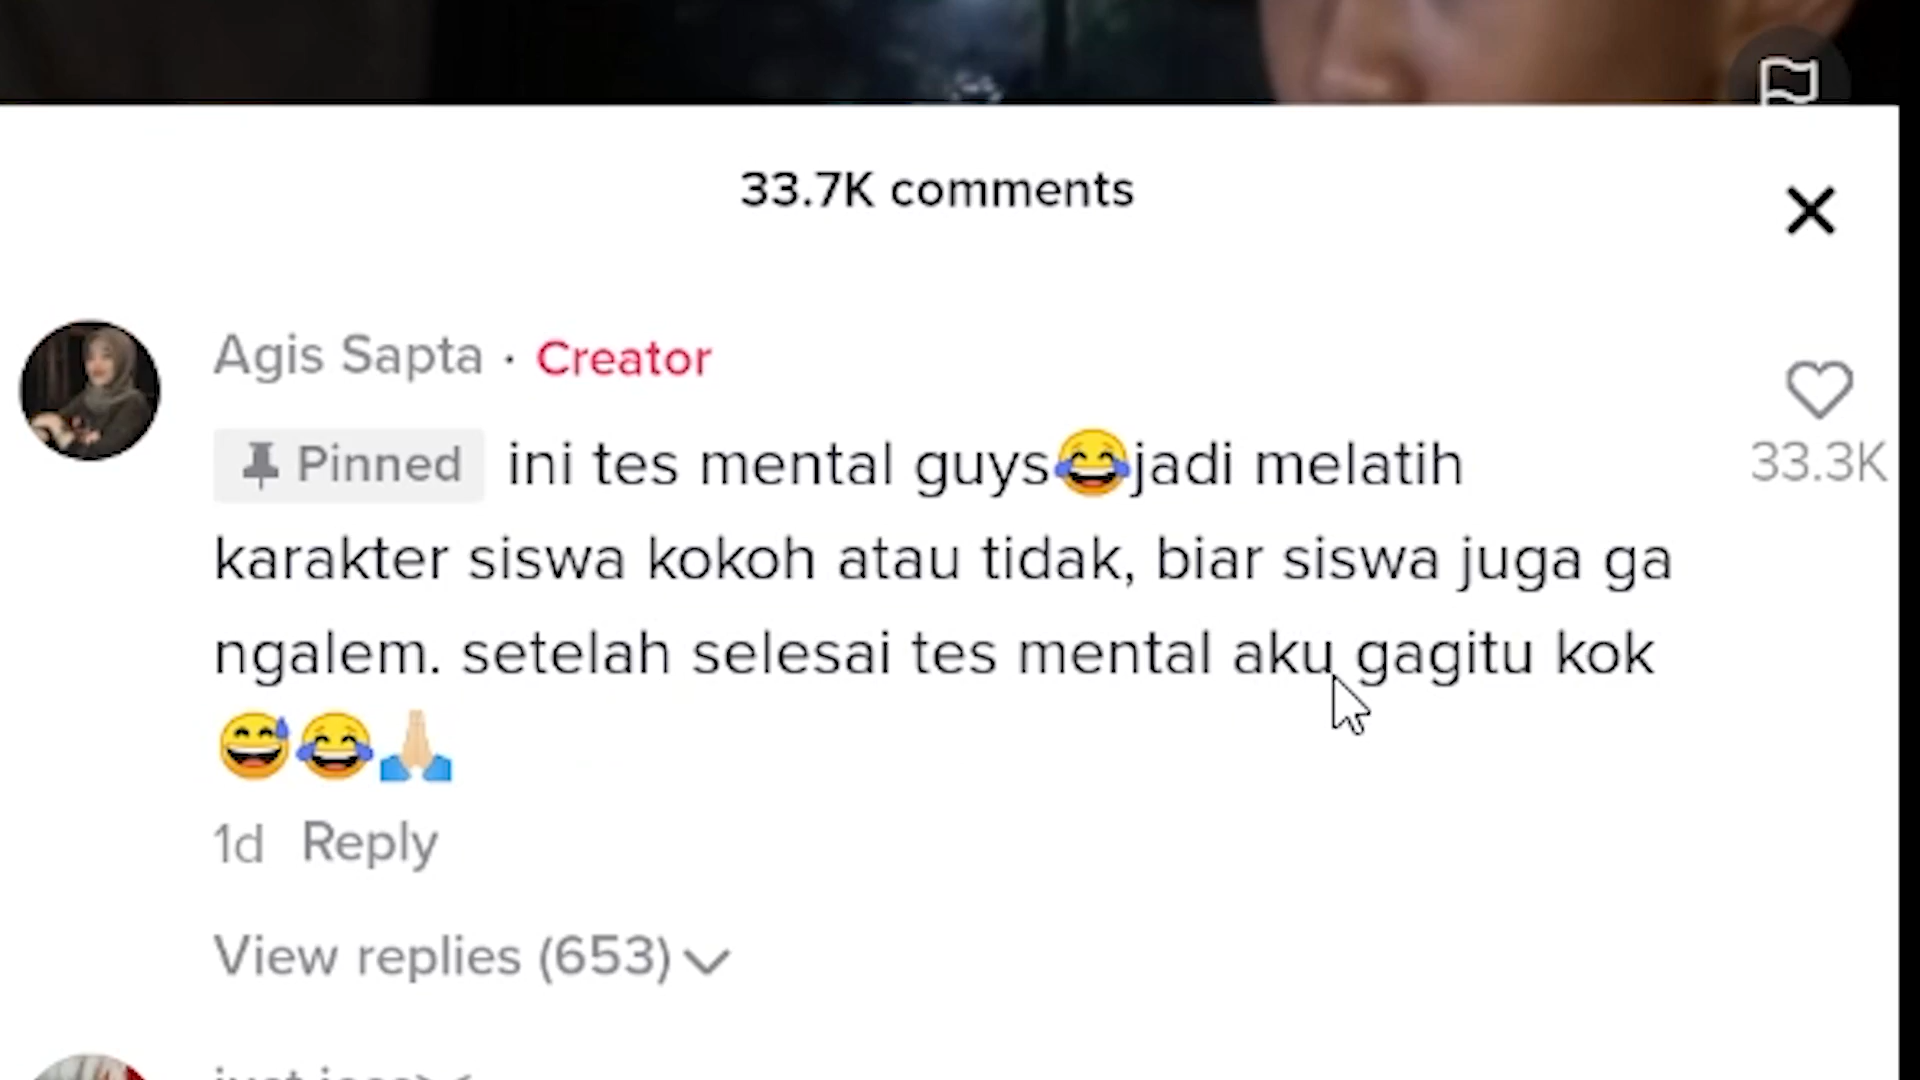 33.7K comments
Agis Sapta · Creator
Pinned ini tes mental guys😂jadi melatih
karakter siswa kokoh atau tidak, biar siswa juga ga
ngalem. setelah selesai tes mental aku gagitu kok
😅😂🙏🏼
33.3K
1d Reply
View replies (653)